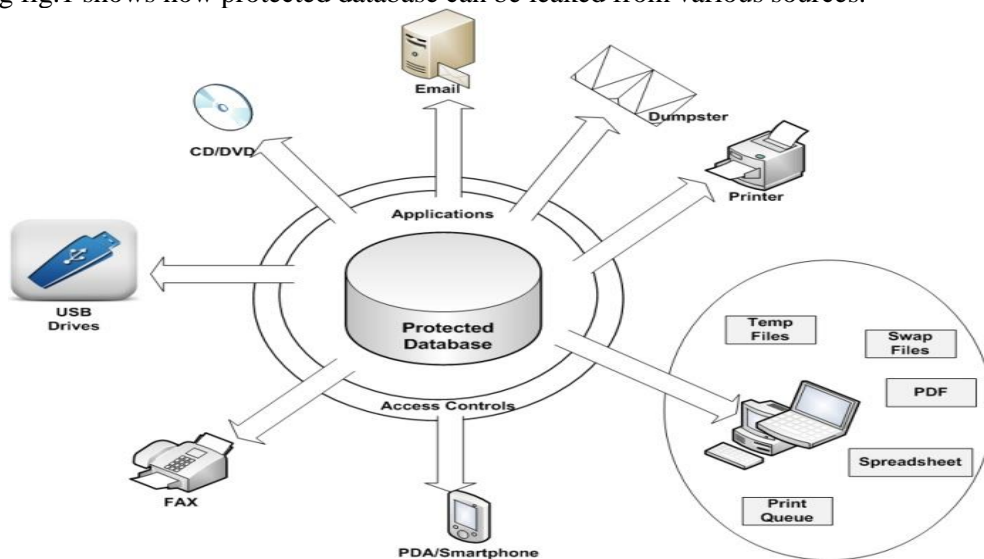 fig.1 shows how protected database can be leaked from various sources.
Email
Dumpster
CD/DVD
Printer
Applications
USB
Drives
Protected
Database
Temp
Files
Swap
Files
PDF
Access Controls
Spreadsheet
FAX
Print
Queue
PDA/Smartphone